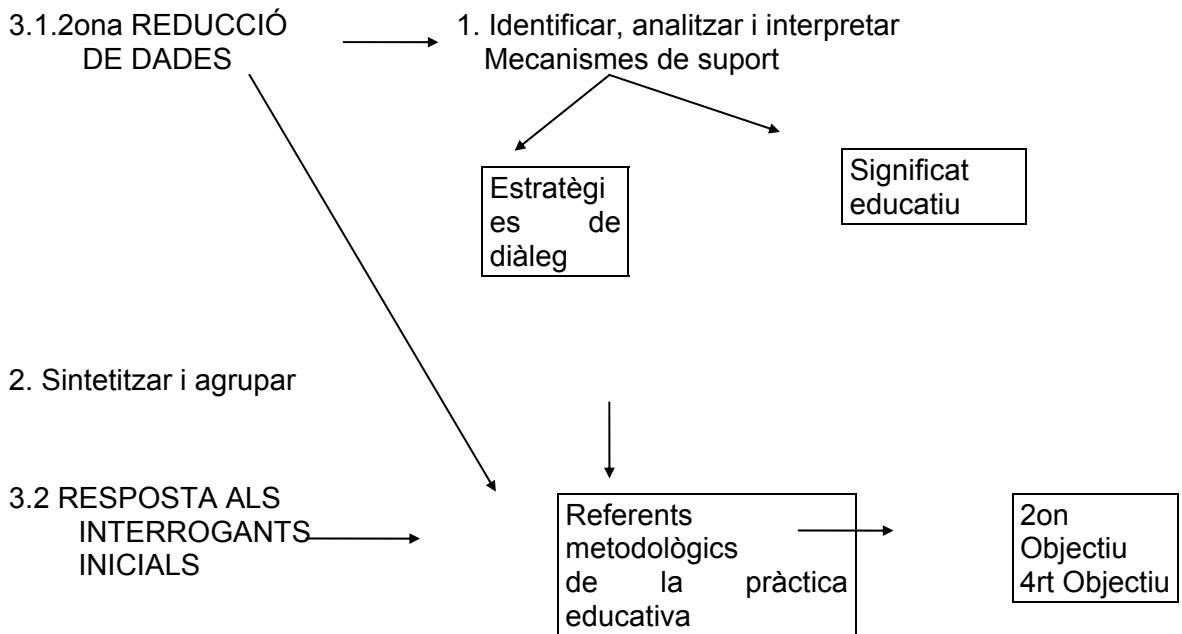 3.1.2ona REDUCCIÓ
DE DADES
1. Identificar, analitzar i interpretar
Mecanismes de suport
Estratègi
es de
diàleg
Significat
educatiu
2. Sintetitzar i agrupar
3.2 RESPOSTA ALS
INTERROGANTS
INICIALS
Referents
metodològics
de la pràctica
educativa
2on
Objectiu
4rt Objectiu